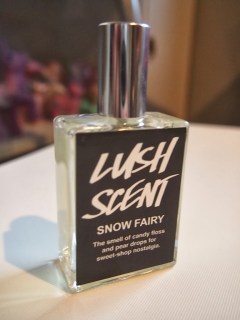 LUSH
SCENT
SNOW FAIRY
The smell of candy floss
and pear drops for
sweet-shop nostalgia.